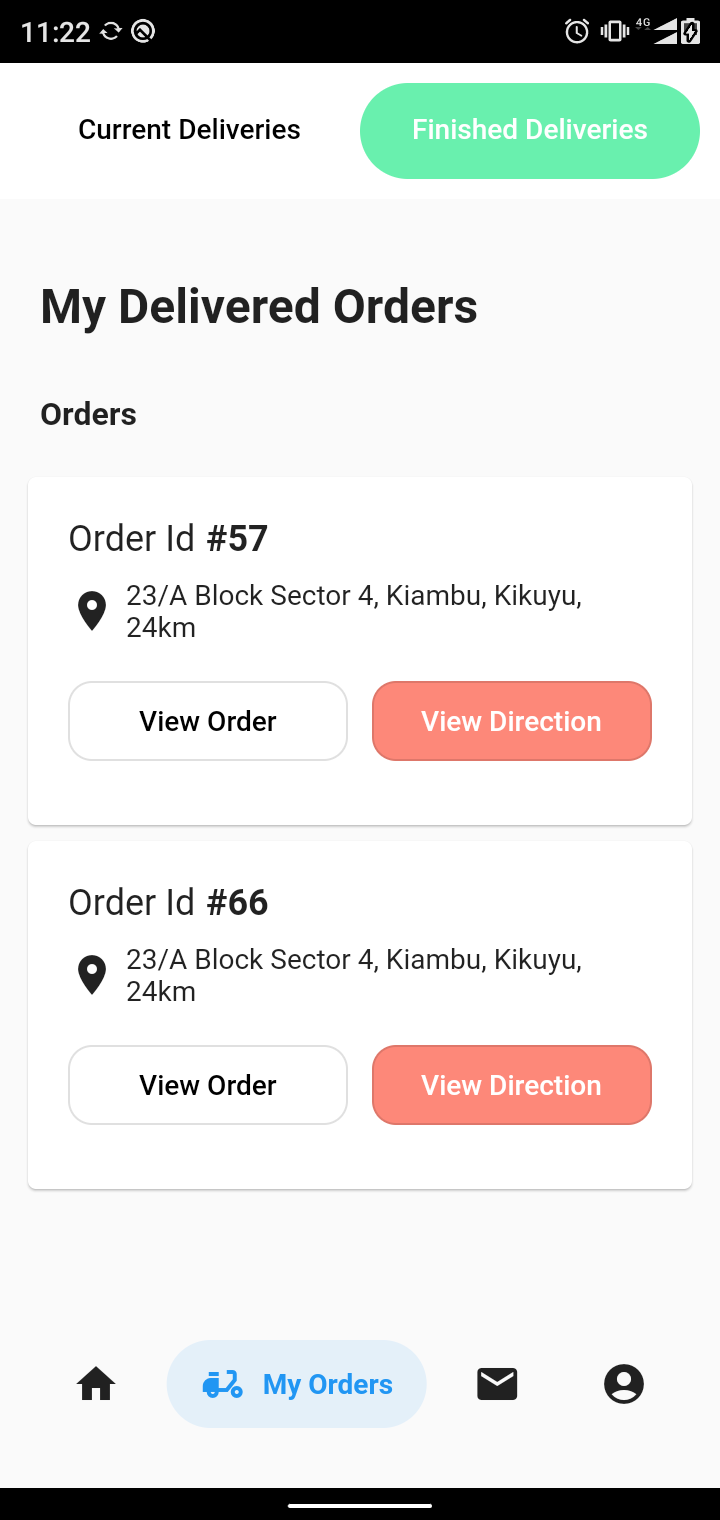 11:22
4G
Current Deliveries
Finished Deliveries
My Delivered Orders
Orders
Order Id #57
23/A Block Sector 4, Kiambu, Kikuyu,
24km
View Order
View Direction
Order Id #66
23/A Block Sector 4, Kiambu, Kikuyu,
24km
View Order
View Direction
My Orders